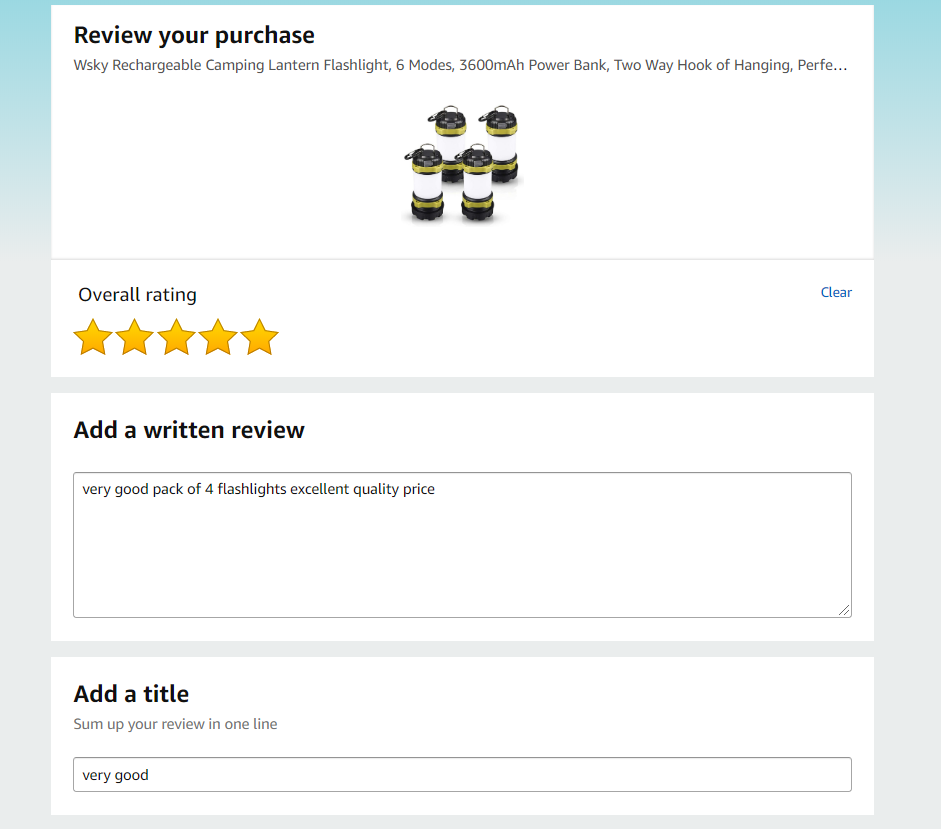 Review your purchase
Wsky Rechargeable Camping Lantern Flashlight, 6 Modes, 3600mAh Power Bank, Two Way Hook of Hanging, Perfe…
Overall rating
Clear
Add a written review
very good pack of 4 flashlights excellent quality price
Add a title
Sum up your review in one line
very good